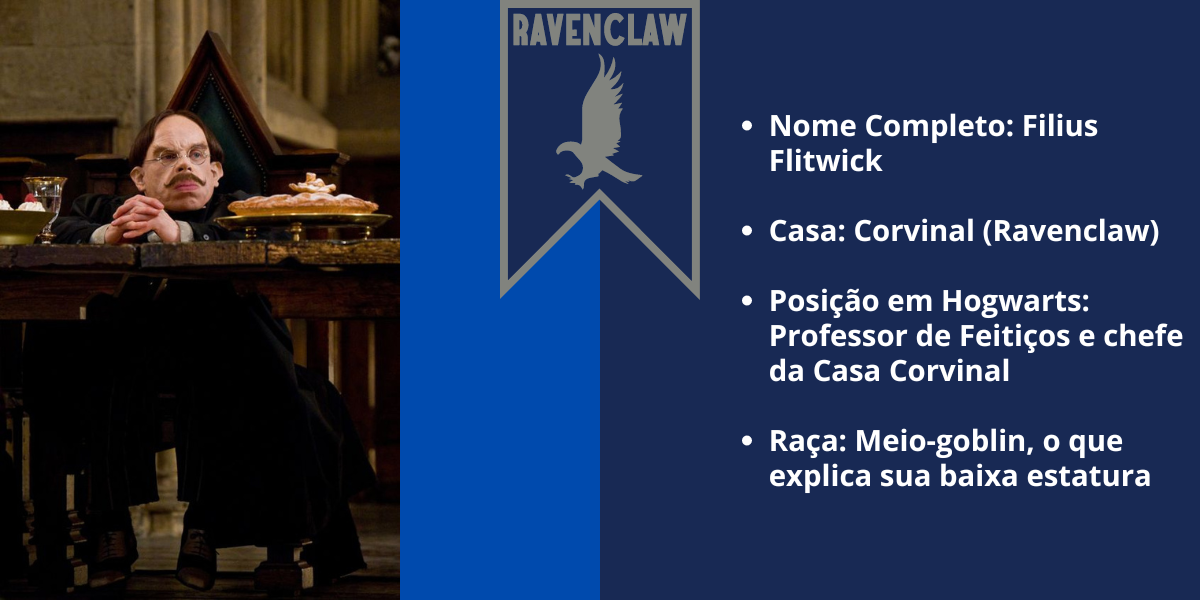 RAVENCLAW
• Nome Completo: Filius
Flitwick
• Casa: Corvinal (Ravenclaw)
• Posição em Hogwarts:
Professor de Feitiços e chefe
da Casa Corvinal
• Raça: Meio-goblin, o que
explica sua baixa estatura